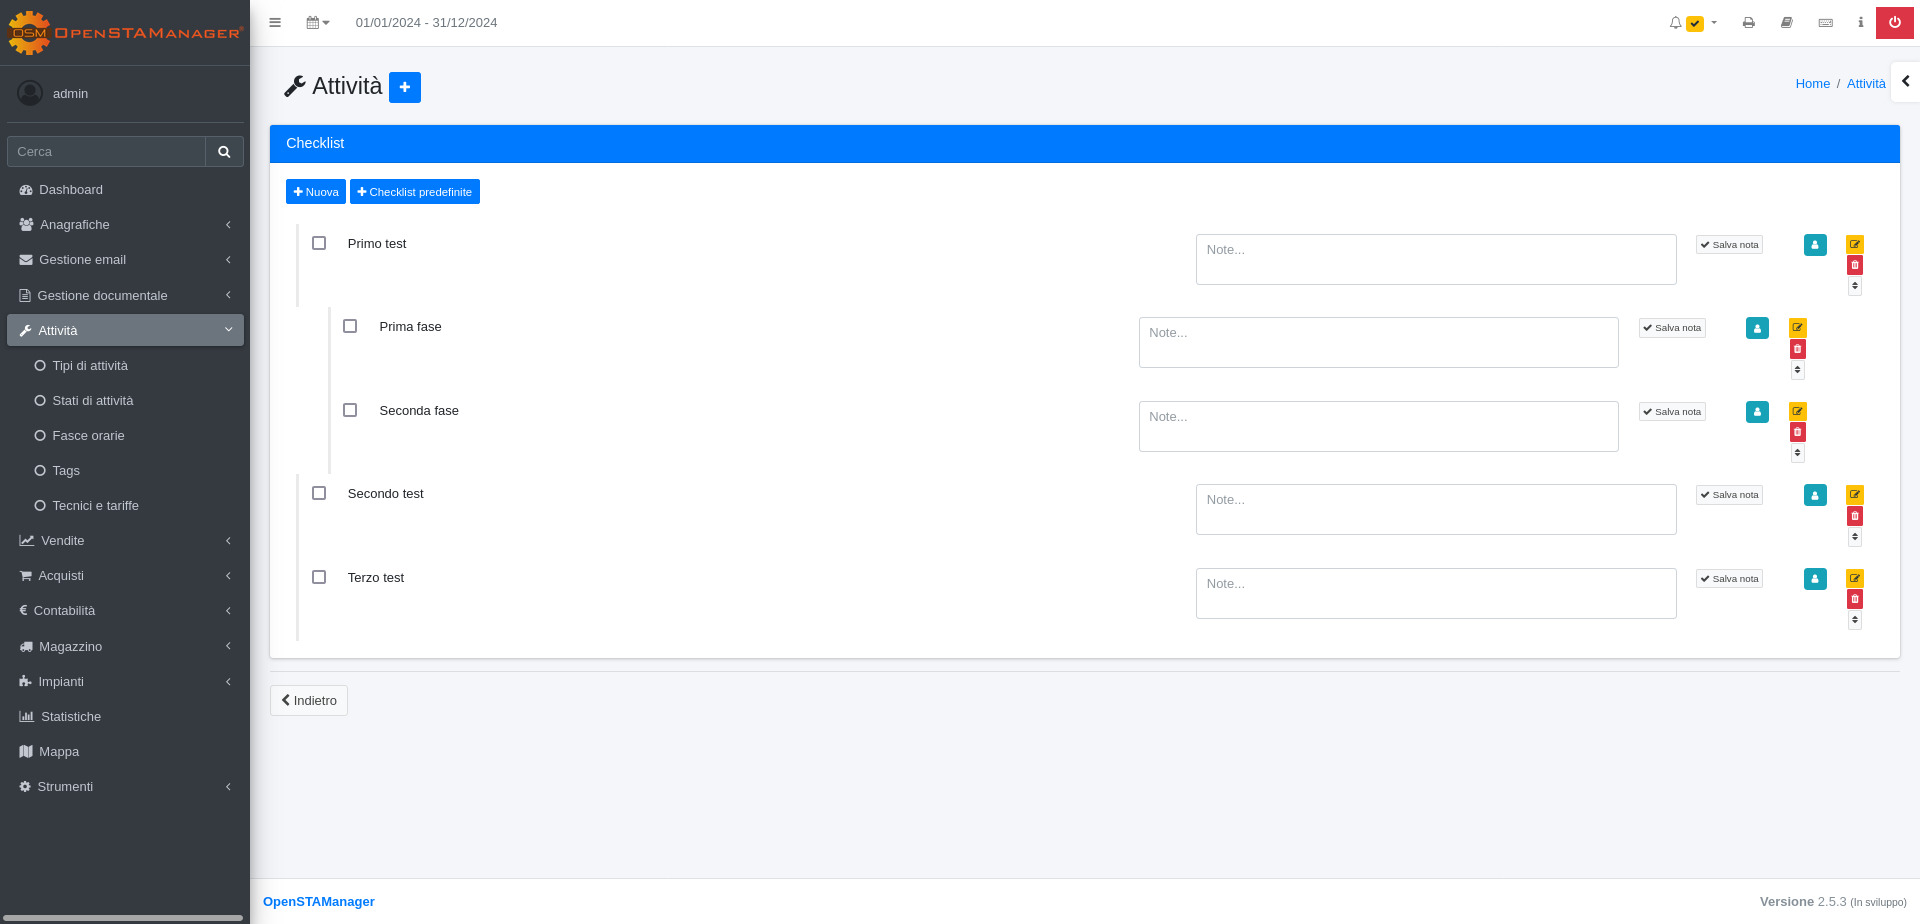 OSM OpenSTAManager®
01/01/2024 - 31/12/2024
admin
Cerca
Dashboard
Anagrafiche
Gestione email
Gestione documentale
Attività
Tipi di attività
Stati di attività
Fasce orarie
Tags
Tecnici e tariffe
Vendite
Acquisti
Contabilità
Magazzino
Impianti
Statistiche
Mappa
Strumenti
Attività
Home / Attività
Checklist
Nuova Checklist predefinite
Primo test Note... Salva nota
Prima fase Note... Salva nota
Seconda fase Note... Salva nota
Secondo test Note... Salva nota
Terzo test Note... Salva nota
Indietro
OpenSTAManager
Versione 2.5.3 (In sviluppo)